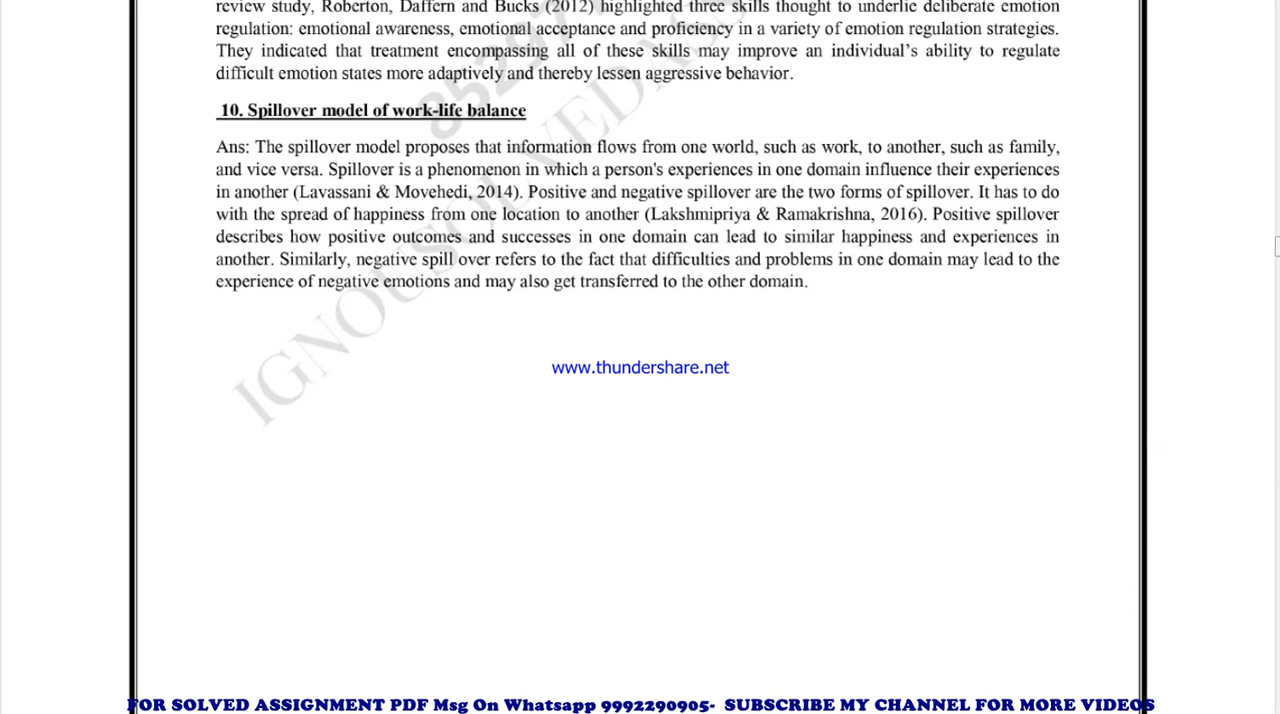 review study, Roberton, Daffern and Bucks (2012) highlighted three skills thought to underlie deliberate emotion
regulation: emotional awareness, emotional acceptance and proficiency in a variety of emotion regulation strategies.
They indicated that treatment encompassing all of these skills may improve an individual’s ability to regulate
difficult emotion states more adaptively and thereby lessen aggressive behavior.
10. Spillover model of work-life balance
Ans: The spillover model proposes that information flows from one world, such as work, to another, such as family,
and vice versa. Spillover is a phenomenon in which a person's experiences in one domain influence their experiences
in another (Lavassani & Movehedi, 2014). Positive and negative spillover are the two forms of spillover. It has to do
with the spread of happiness from one location to another (Lakshmipriya & Ramakrishna, 2016). Positive spillover
describes how positive outcomes and successes in one domain can lead to similar happiness and experiences in
another. Similarly, negative spill over refers to the fact that difficulties and problems in one domain may lead to the
experience of negative emotions and may also get transferred to the other domain.
www.thundershare.net
FOR SOLVED ASSIGNMENT PDF Msg On Whatsapp 9992290905- SUBSCRIBE MY CHANNEL FOR MORE VIDEOS